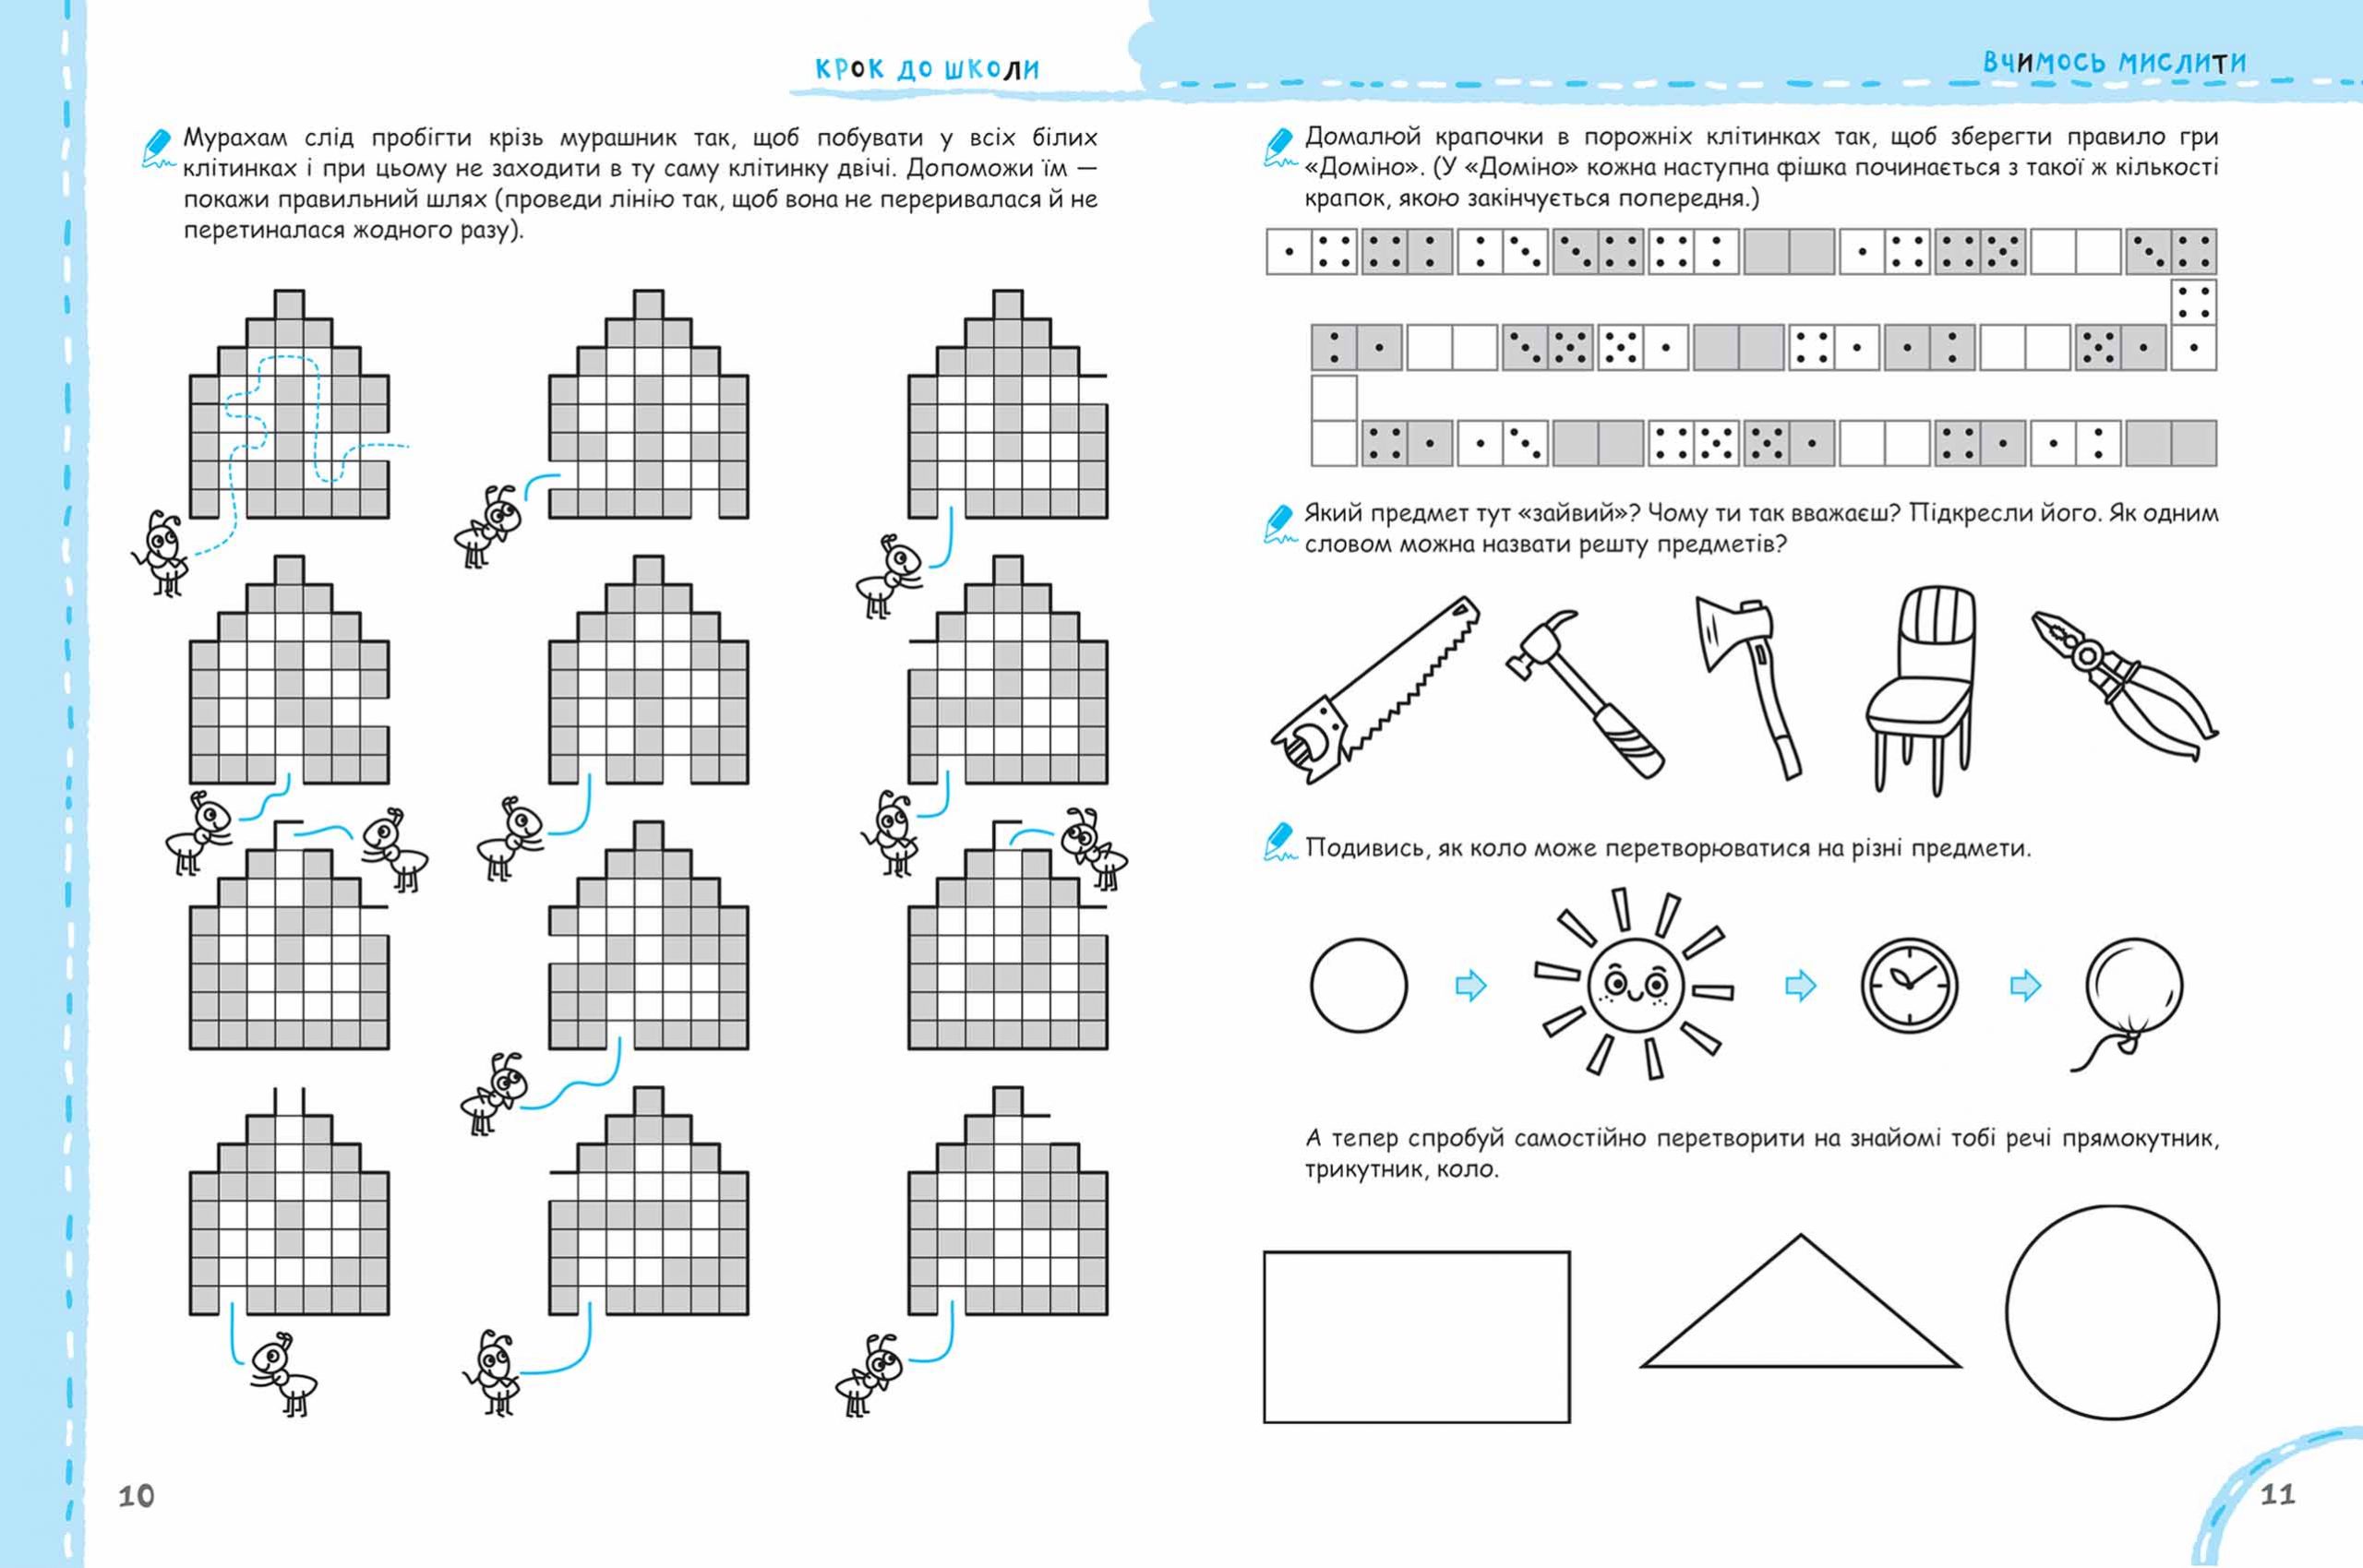 КРОК ДО ШКОЛИ
Мурахам слід пробігти крізь мурашник так, щоб побувати у всіх білих
клітинках і при цьому не заходити в ту саму клітинку двічі. Допоможи їм —
покажи правильний шлях (проведи лінію так, щоб вона не переривалася й не
перетиналася жодного разу).
10
ВЧИМОСЬ МИСЛИТИ
Домалюй крапочки в порожніх клітинках так, щоб зберегти правило гри
«Доміно». (У «Доміно» кожна наступна фішка починається з такої ж кількості
крапок, якою закінчується попередня.)
Який предмет тут «зайвий»? Чому ти так вважаєш? Підкресли його. Як одним
словом можна назвати решту предметів?
Подивись, як коло може перетворюватися на різні предмети.
А тепер спробуй самостійно перетворити на знайомі тобі речі прямокутник,
трикутник, коло.
11